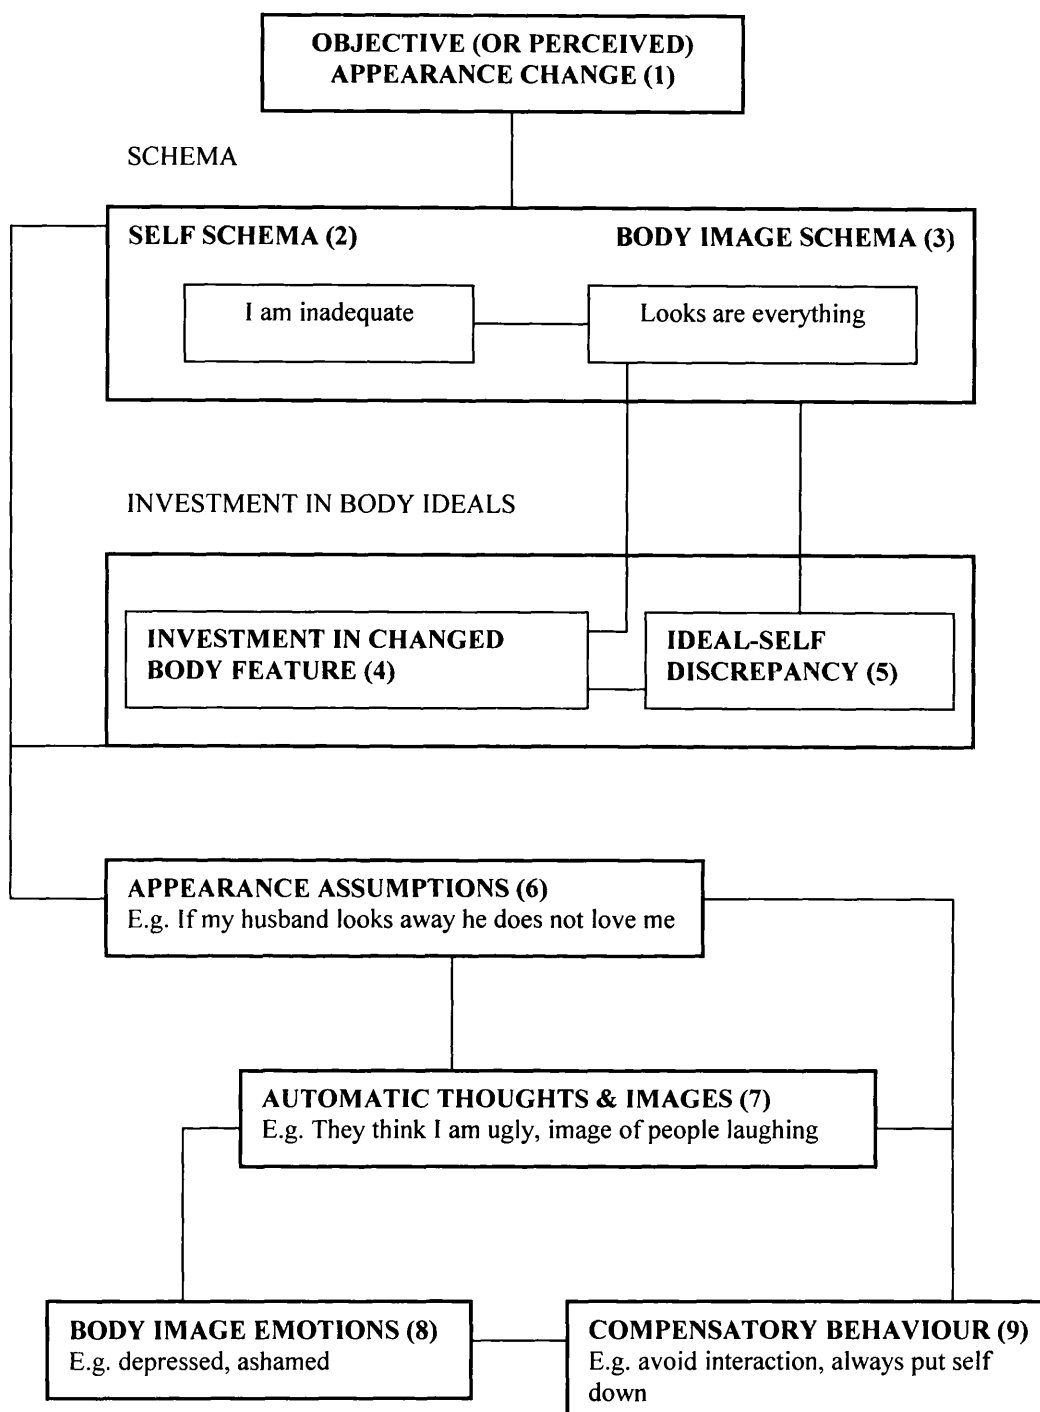 OBJECTIVE (OR PERCEIVED)
APPEARANCE CHANGE (1)
SCHEMA
SELF SCHEMA (2)
BODY IMAGE SCHEMA (3)
I am inadequate
Looks are everything
INVESTMENT IN BODY IDEALS
INVESTMENT IN CHANGED
BODY FEATURE (4)
IDEAL-SELF
DISCREPANCY (5)
APPEARANCE ASSUMPTIONS (6)
E.g. If my husband looks away he does not love me
AUTOMATIC THOUGHTS & IMAGES (7)
E.g. They think I am ugly, image of people laughing
BODY IMAGE EMOTIONS (8)
E.g. depressed, ashamed
COMPENSATORY BEHAVIOUR (9)
E.g. avoid interaction, always put self
down